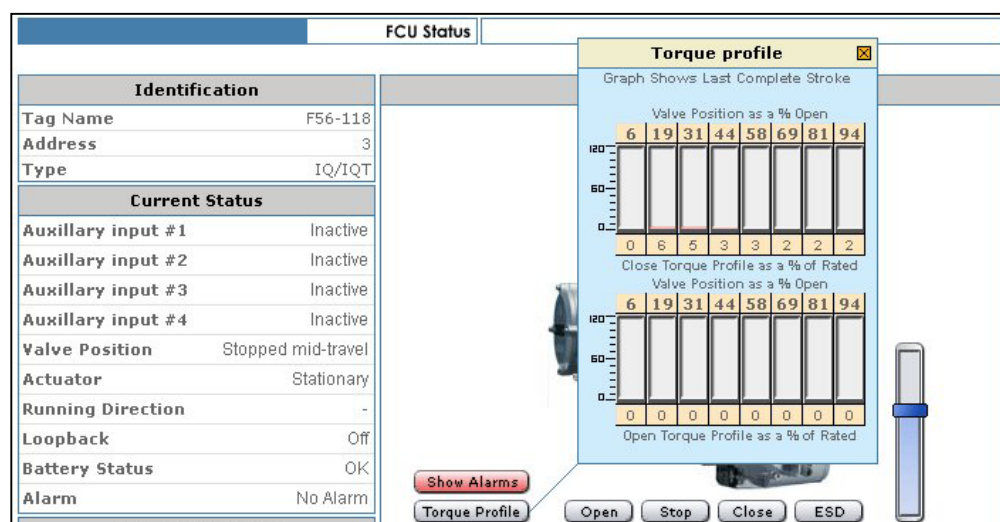 FCU Status
Identification
Tag Name F56-118
Address 3
Type IQ/IQT
Current Status
Auxillary input #1 Inactive
Auxillary input #2 Inactive
Auxillary input #3 Inactive
Auxillary input #4 Inactive
Valve Position Stopped mid-travel
Actuator Stationary
Running Direction -
Loopback Off
Battery Status OK
Alarm No Alarm
Torque profile
Graph Shows Last Complete Stroke
Valve Position as a % Open
6 19 31 44 58 69 81 94
120
60
0
0 6 5 3 3 2 2 2
Close Torque Profile as a % of Rated
Valve Position as a % Open
6 19 31 44 58 69 81 94
120
60
0
0 0 0 0 0 0 0 0
Open Torque Profile as a % of Rated
Show Alarms
Torque Profile
Open Stop Close ESD